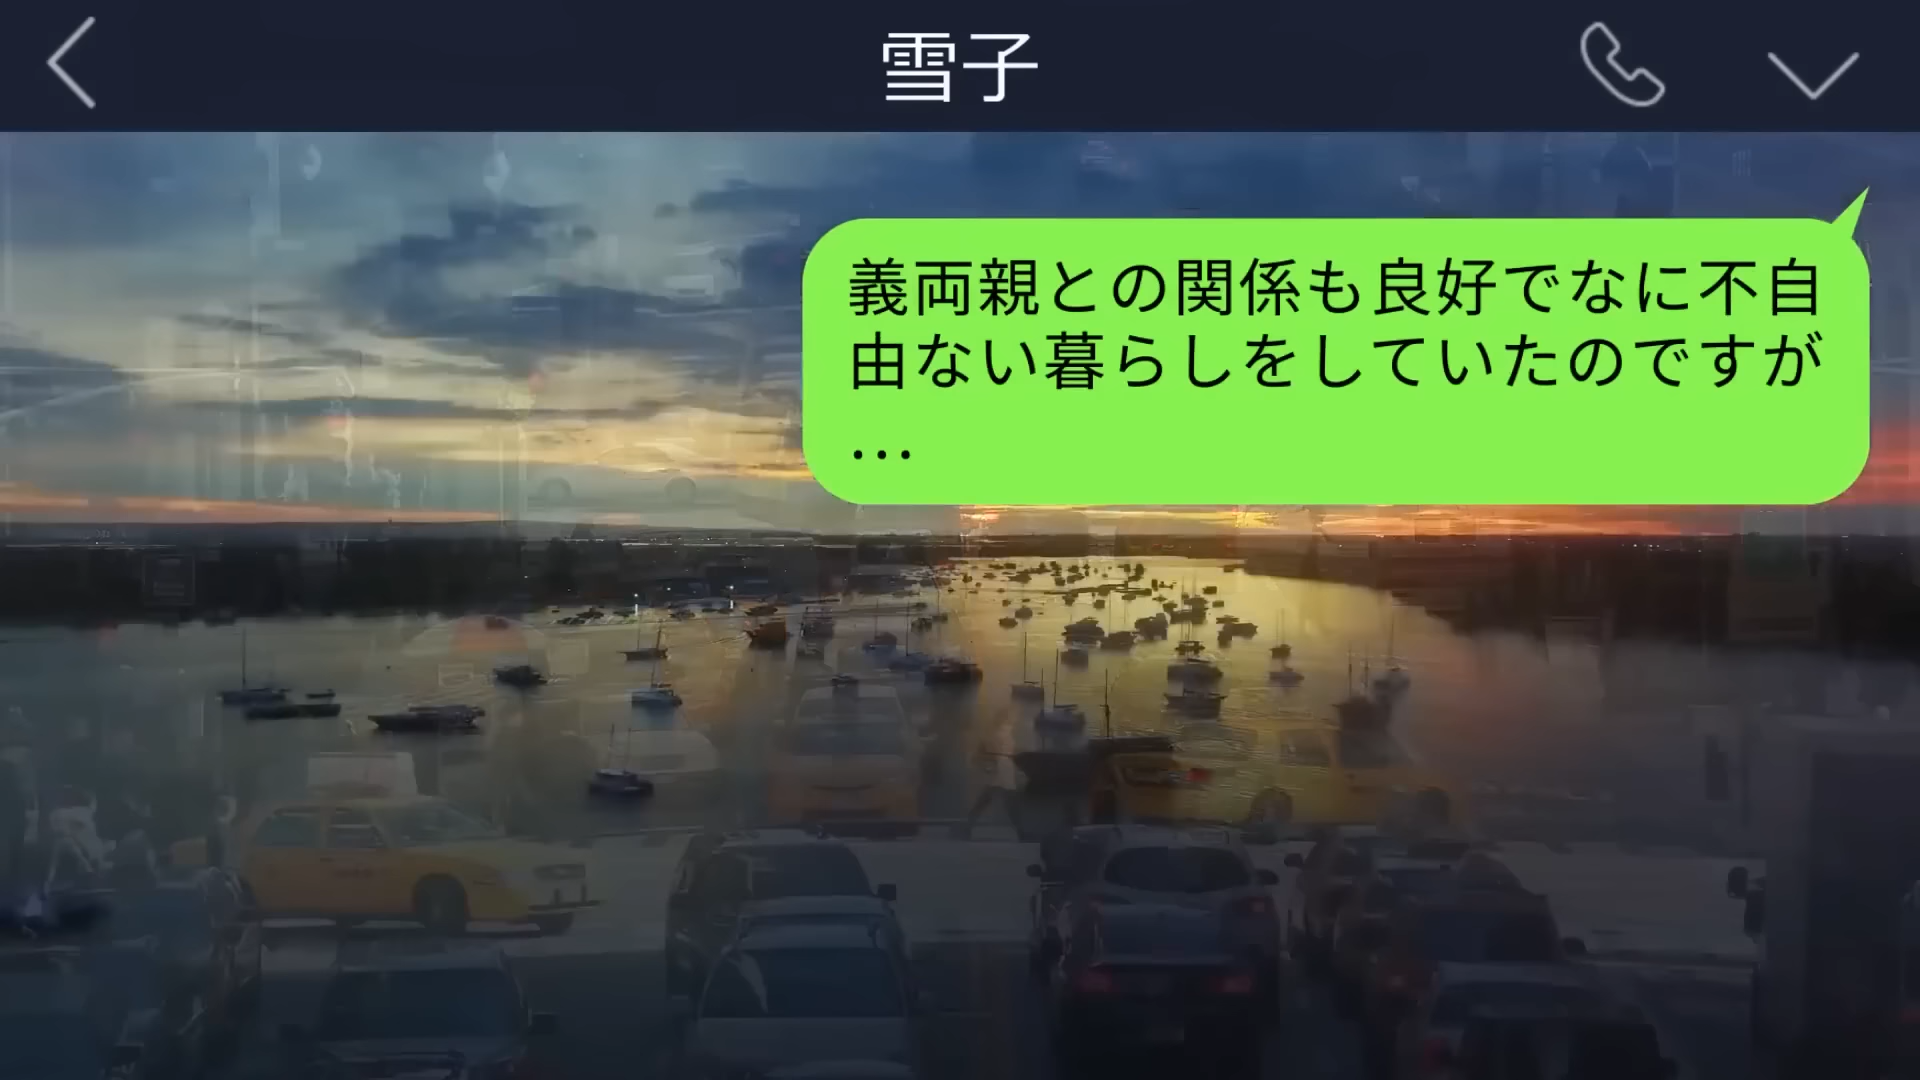 雪子
義両親との関係も良好でなに不自
由ない暮らしをしていたのですが
…